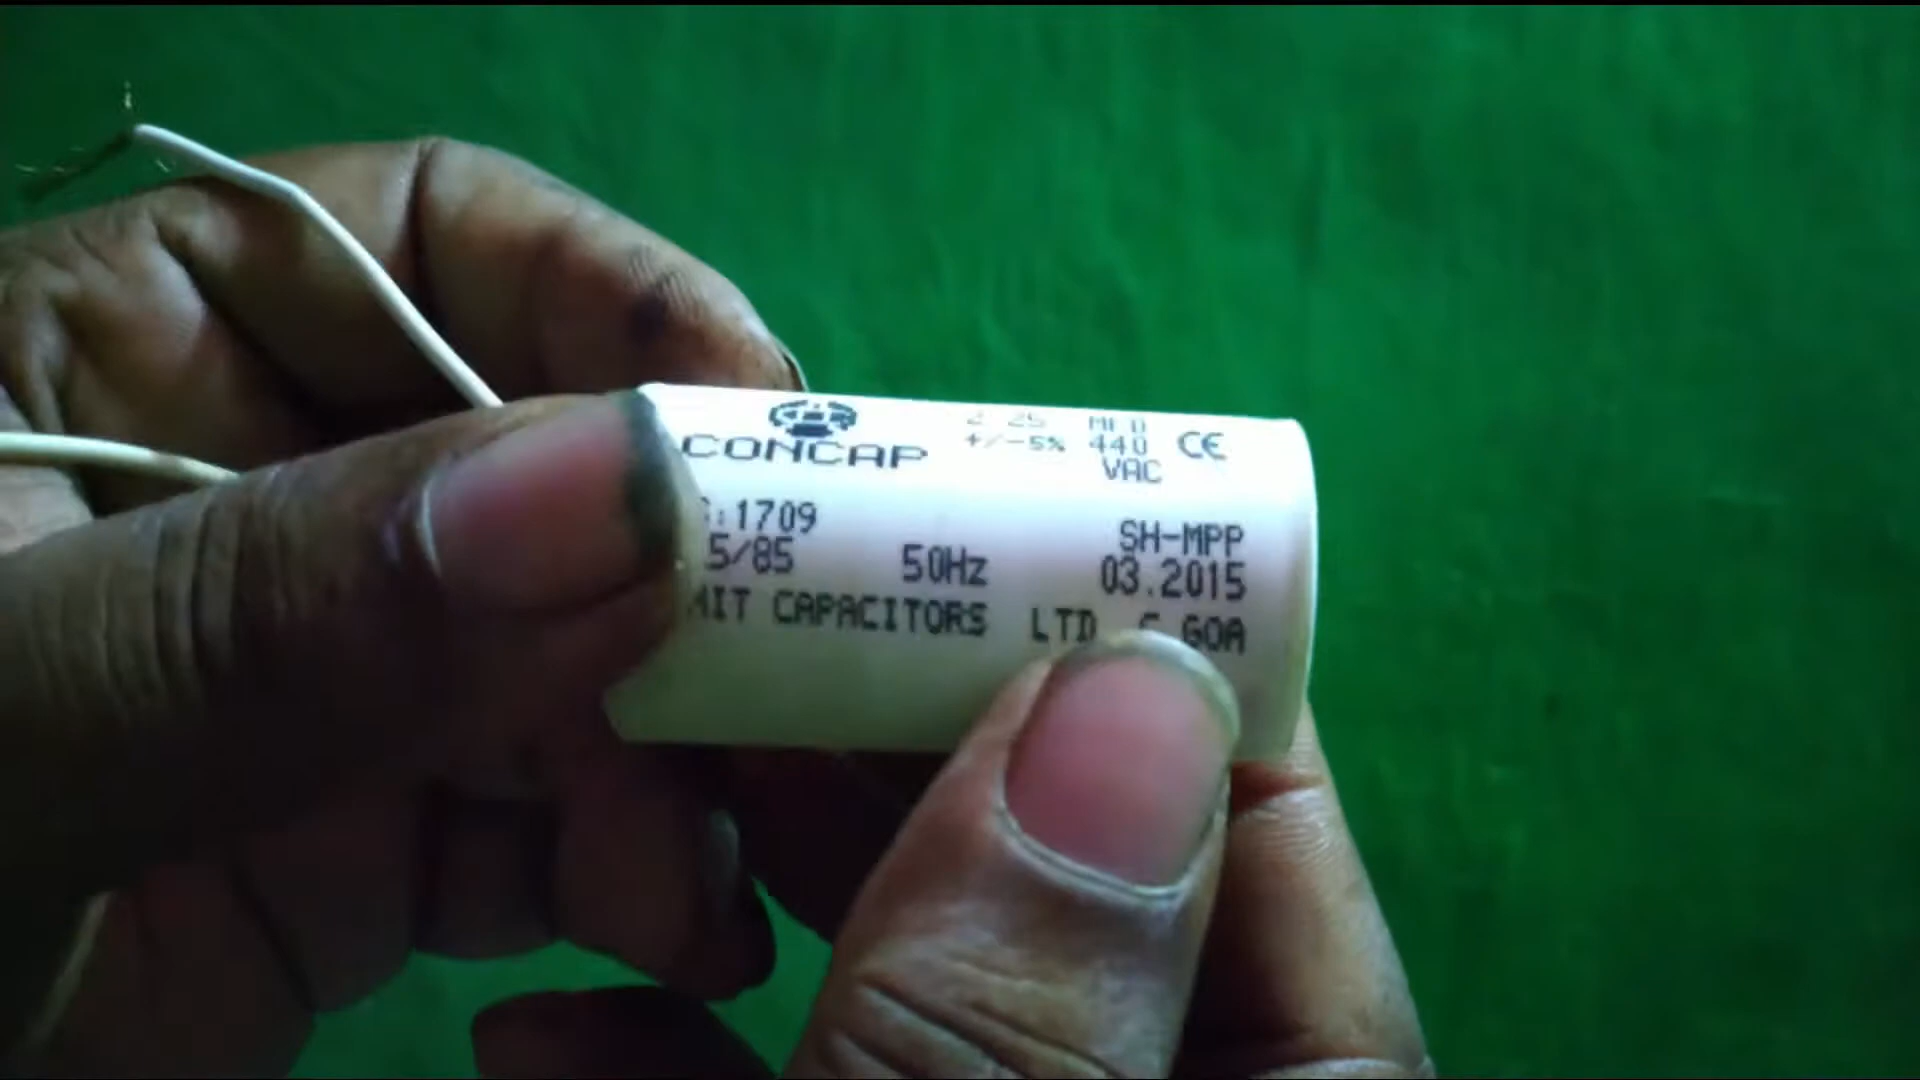 CONCAP
2.25 MFD
+/-5% 440 CE
VAC
:1709
SH-MPP
5/85 50Hz 03.2015
MIT CAPACITORS LTD GOA